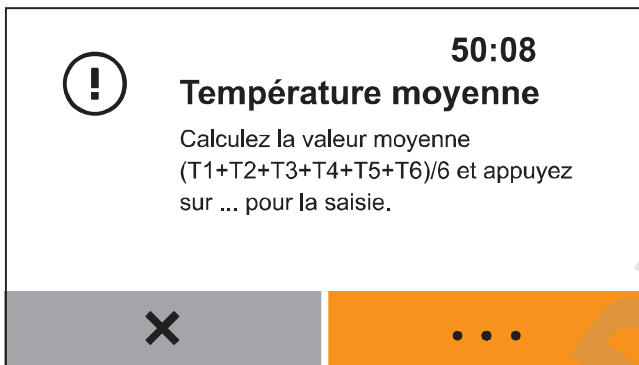 50:08
Température moyenne
Calculez la valeur moyenne
(T1+T2+T3+T4+T5+T6)/6 et appuyez
sur ... pour la saisie.
...